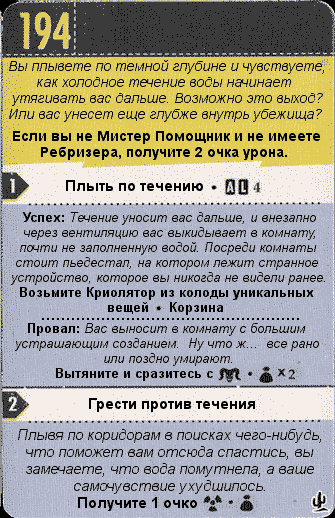 194
Вы плывете по темной глубине и чувствуете,
как холодное течение воды начинает
утягивать вас дальше. Возможно это выход?
Или вас унесет еще глубже внутрь убежища?
Если вы не Мистер Помощник и не имеете
Ребризера, получите 2 очка урона.
1 Плыть по течению • A L 4
Успех: Течение уносит вас дальше, и внезапно
через вентиляцию вас выкидывает в комнату,
почти не заполненную водой. Посреди комнаты
стоит пьедестал, на котором лежит странное
устройство, которое вы никогда не видели ранее.
Возьмите Криолятор из колоды уникальных
вещей • Корзина
Провал: Вас выносит в комнату с большим
устрашающим созданием. Ну что ж... все рано
или поздно умирают.
Вытяните и сразитесь с • x 2
2 Грести против течения
Плывя по коридорам в поисках чего-нибудь,
что поможет вам отсюда спастись, вы
замечаете, что вода помутнела, а ваше
самочувствие ухудшилось.
Получите 1 очко •